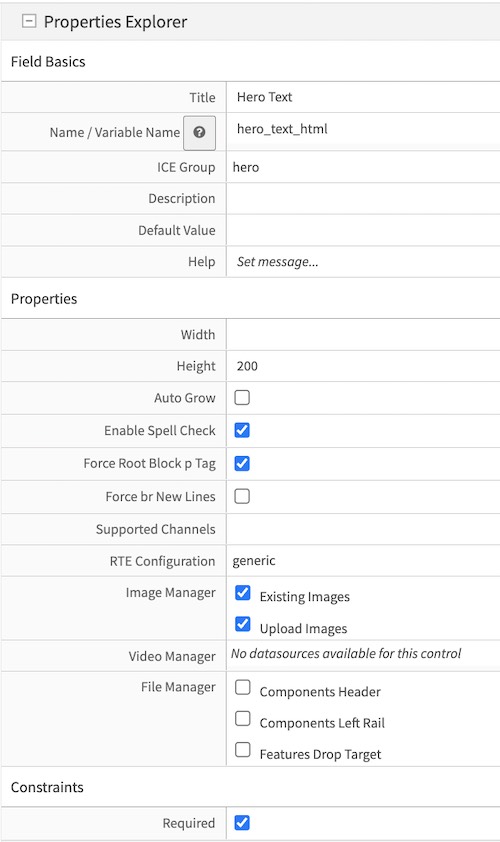 Properties Explorer
Field Basics
Title Hero Text
Name / Variable Name ? hero_text_html
ICE Group hero
Description
Default Value
Help Set message...
Properties
Width
Height 200
Auto Grow
Enable Spell Check
Force Root Block p Tag
Force br New Lines
Supported Channels
RTE Configuration generic
Image Manager Existing Images
Upload Images
Video Manager No datasources available for this control
File Manager Components Header
Components Left Rail
Features Drop Target
Constraints
Required